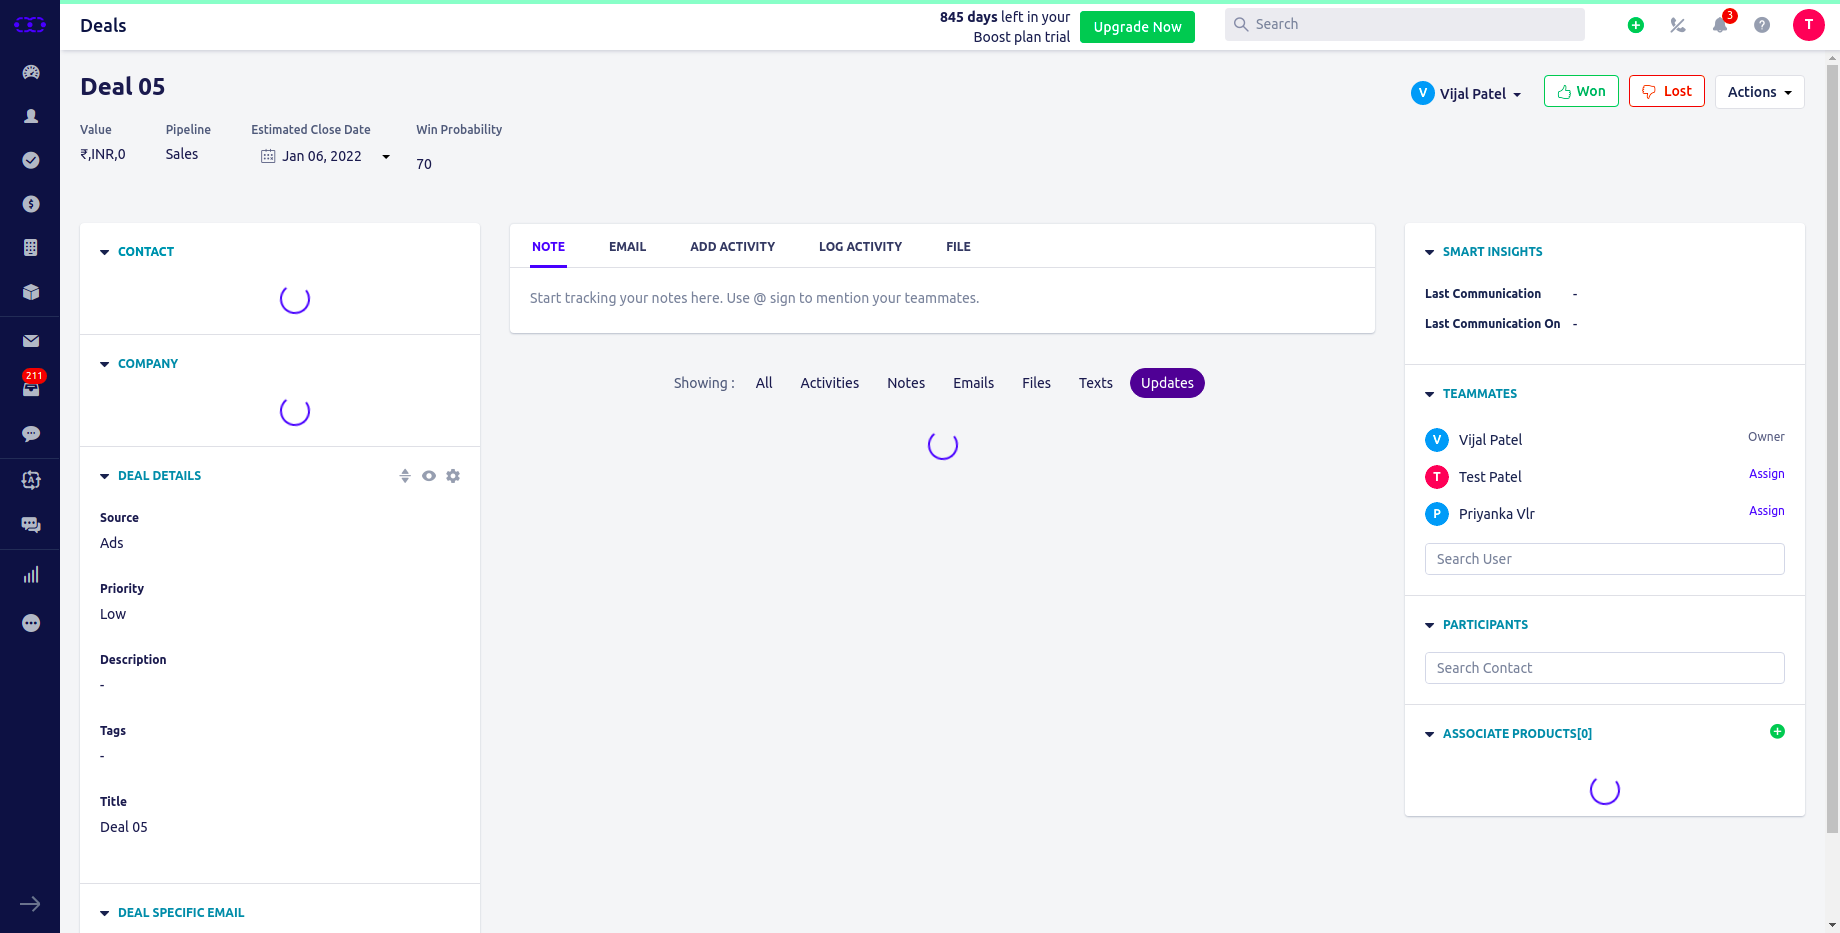 Deals
845 days left in your
Boost plan trial
Upgrade Now
Search
3
T
Deal 05
V Vijal Patel
Won
Lost
Actions
Value
Pipeline
Estimated Close Date
Win Probability
₹,INR,0
Sales
Jan 06, 2022
70
211
CONTACT
COMPANY
DEAL DETAILS
Source
Ads
Priority
Low
Description
-
Tags
-
Title
Deal 05
DEAL SPECIFIC EMAIL
NOTE
EMAIL
ADD ACTIVITY
LOG ACTIVITY
FILE
Start tracking your notes here. Use @ sign to mention your teammates.
Showing : All Activities Notes Emails Files Texts Updates
SMART INSIGHTS
Last Communication -
Last Communication On -
TEAMMATES
V Vijal Patel Owner
T Test Patel Assign
P Priyanka Vlr Assign
Search User
PARTICIPANTS
Search Contact
ASSOCIATE PRODUCTS[0]